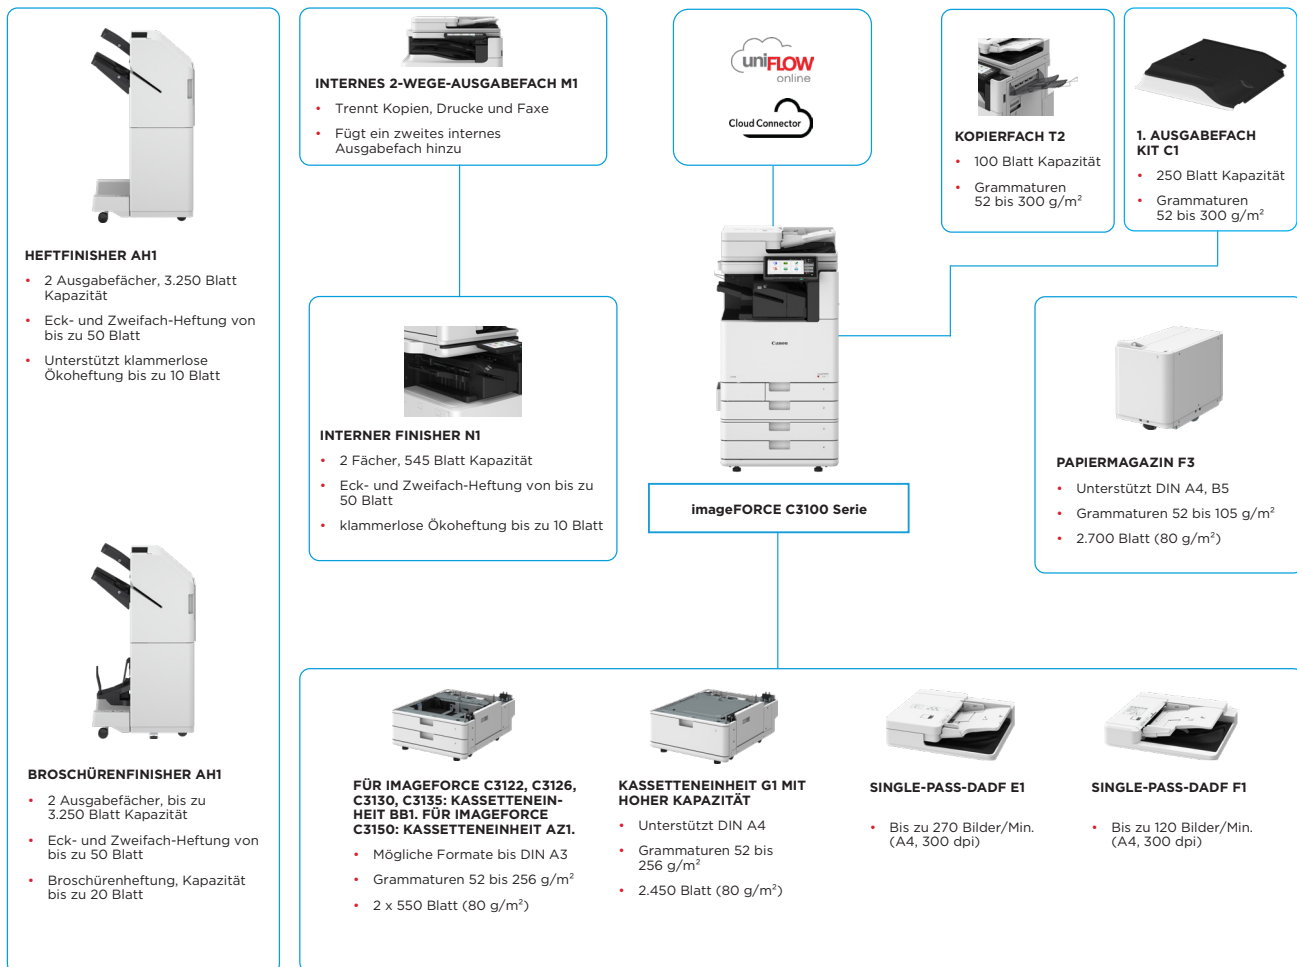 HEFTFINISHER AH1
• 2 Ausgabefächer, 3.250 Blatt
Kapazität
• Eck- und Zweifach-Heftung von
bis zu 50 Blatt
• Unterstützt klammerlose
Ökoheftung bis zu 10 Blatt
BROSCHÜRENFINISHER AH1
• 2 Ausgabefächer, bis zu
3.250 Blatt Kapazität
• Eck- und Zweifach-Heftung von
bis zu 50 Blatt
• Broschürenheftung, Kapazität
bis zu 20 Blatt
INTERNES 2-WEGE-AUSGABEFACH M1
• Trennt Kopien, Drucke und Faxe
• Fügt ein zweites internes
Ausgabefach hinzu
INTERNER FINISHER N1
• 2 Fächer, 545 Blatt Kapazität
• Eck- und Zweifach-Heftung von bis zu
50 Blatt
• klammerlose Ökoheftung bis zu 10 Blatt
uniFLOW
online
Cloud Connector
Canon
imageFORCE C3100 Serie
KOPIERFACH T2
• 100 Blatt Kapazität
• Grammaturen
52 bis 300 g/m²
1. AUSGABEFACH
KIT C1
• 250 Blatt Kapazität
• Grammaturen
52 bis 300 g/m²
PAPIERMAGAZIN F3
• Unterstützt DIN A4, B5
• Grammaturen 52 bis 105 g/m²
• 2.700 Blatt (80 g/m²)
FÜR IMAGEFORCE C3122, C3126,
C3130, C3135: KASSETTENEIN-
HEIT BB1. FÜR IMAGEFORCE
C3150: KASSETTENEINHEIT AZ1.
• Mögliche Formate bis DIN A3
• Grammaturen 52 bis 256 g/m²
• 2 x 550 Blatt (80 g/m²)
KASSETTENEINHEIT G1 MIT
HOHER KAPAZITÄT
• Unterstützt DIN A4
• Grammaturen 52 bis
256 g/m²
• 2.450 Blatt (80 g/m²)
SINGLE-PASS-DADF E1
• Bis zu 270 Bilder/Min.
(A4, 300 dpi)
SINGLE-PASS-DADF F1
• Bis zu 120 Bilder/Min.
(A4, 300 dpi)